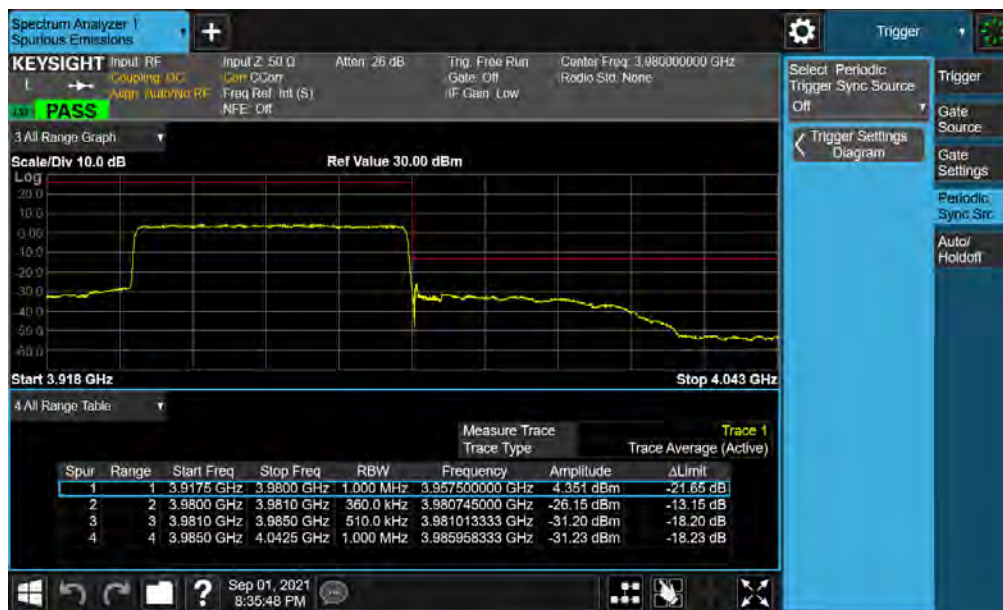 Spectrum Analyzer 1
Spurious Emissions
Trigger
KEYSIGHT
Input: RF
Input Z: 50 Ω
Atten: 26 dB
Trig: Free Run
Center Freq: 3.980000000 GHz
Coupling: DC
Corr CCorr
Gate: Off
Radio Std: None
Align: Auto/No RF
Freq Ref: Int (S)
IF Gain: Low
NFE: Off
L
PASS
Select Periodic
Trigger Sync Source
Off
Trigger Settings
Diagram
Trigger
Gate
Source
Gate
Settings
Periodic
Sync Src
Auto/
Holdoff
3 All Range Graph
Scale/Div 10.0 dB
Ref Value 30.00 dBm
Log
20.0
10.0
0.00
-10.0
-20.0
-30.0
-40.0
-50.0
-60.0
Start 3.918 GHz
Stop 4.043 GHz
4 All Range Table
Measure Trace
Trace 1
Trace Type
Trace Average (Active)
Spur Range Start Freq Stop Freq RBW Frequency Amplitude ΔLimit
1 1 3.9175 GHz 3.9800 GHz 1.000 MHz 3.957500000 GHz 4.351 dBm -21.65 dB
2 2 3.9800 GHz 3.9810 GHz 360.0 kHz 3.980745000 GHz -26.15 dBm -13.15 dB
3 3 3.9810 GHz 3.9850 GHz 510.0 kHz 3.981013333 GHz -31.20 dBm -18.20 dB
4 4 3.9850 GHz 4.0425 GHz 1.000 MHz 3.985958333 GHz -31.23 dBm -18.23 dB
Sep 01, 2021
8:35:48 PM